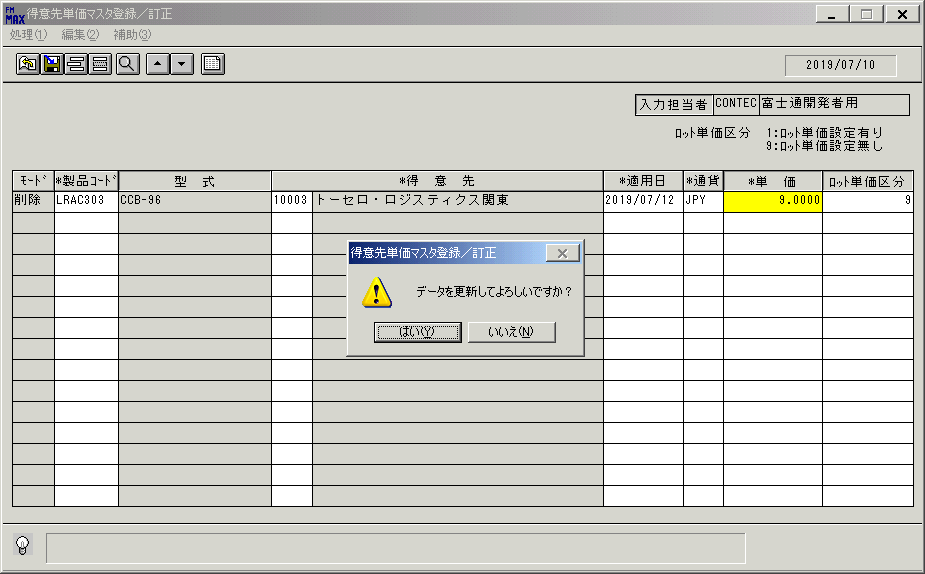 FM MAX 得意先単価マスタ登録／訂正
処理(1) 編集(2) 補助(3)
2019/07/10
入力担当者 CONTEC 富士通開発者用
ﾛｯﾄ単価区分 1:ﾛｯﾄ単価設定有り
9:ﾛｯﾄ単価設定無し
ﾓｰﾄﾞ *製品ｺｰﾄﾞ 型 式 *得 意 先 *適用日 *通貨 *単 価 ﾛｯﾄ単価区分
削除 LRAC303 CCB-96 10003 トーセロ・ロジスティクス関東 2019/07/12 JPY 9.0000 9
得意先単価マスタ登録／訂正
データを更新してよろしいですか？
はい(Y) いいえ(N)